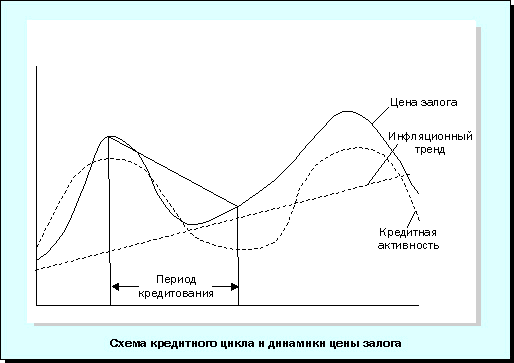 Цена залога
Инфляционный
тренд
Кредитная
активность
Период
кредитования
Схема кредитного цикла и динамики цены залога